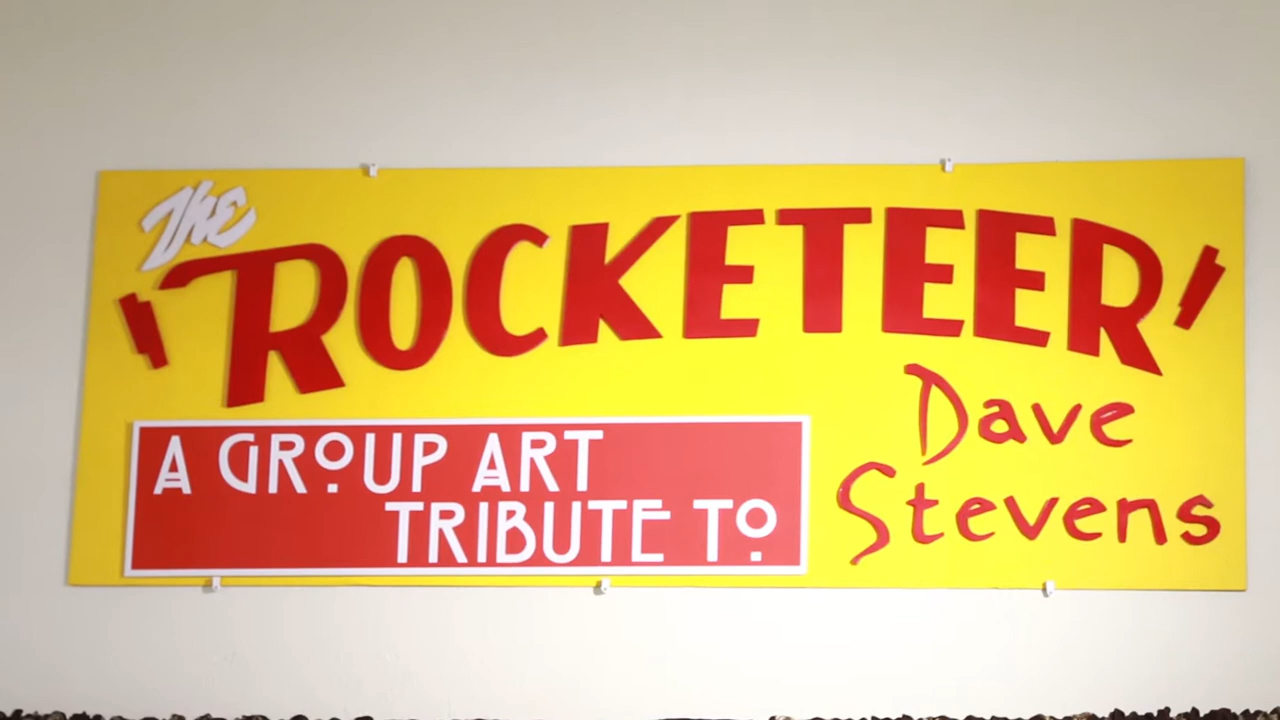 The
'ROCKETEER'
A GROUP ART
TRIBUTE TO
Dave
Stevens